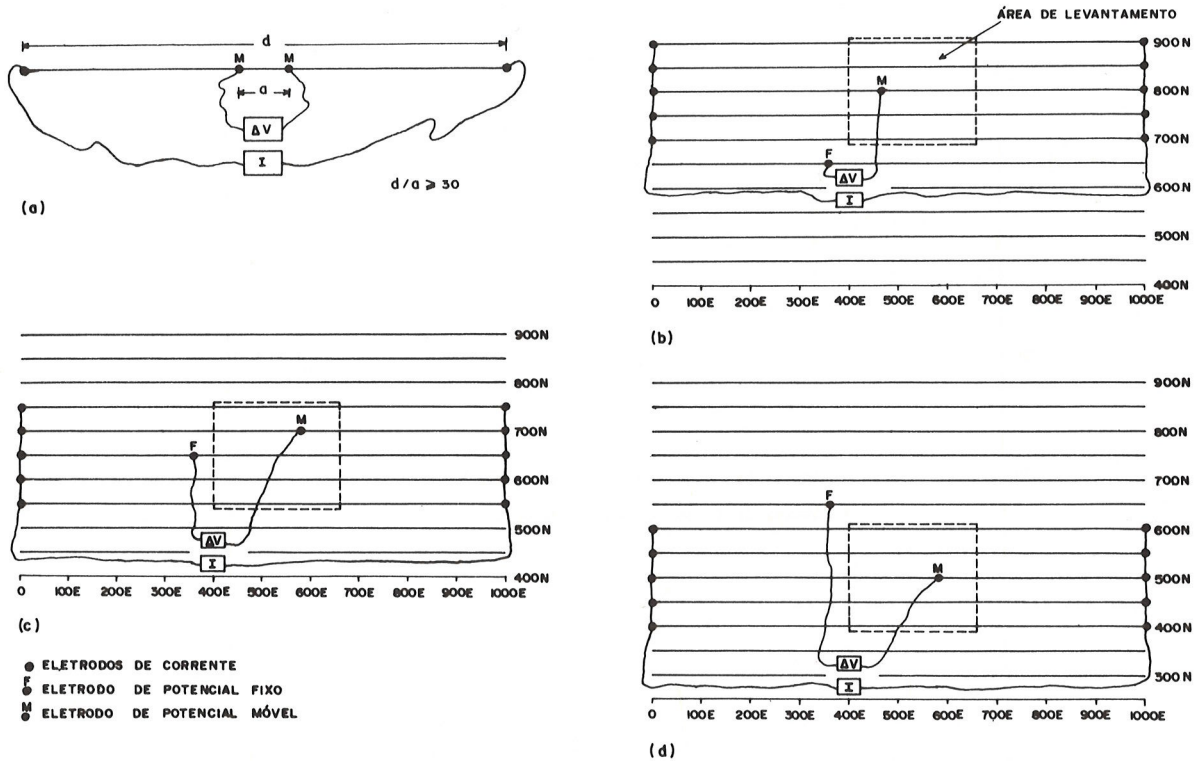 d
M M
a
ΔV
I
d/a ⩾ 30
(a)
ÁREA DE LEVANTAMENTO
900N
M
800N
700N
F
ΔV
600N
I
500N
400N
0 100E 200E 300E 400E 500E 600E 700E 800E 900E 1000E
(b)
900N
800N
M
700N
F
600N
500N
ΔV
I
400N
0 100E 200E 300E 400E 500E 600E 700E 800E 900E 1000E
(c)
900N
800N
700N
F
600N
M
500N
400N
ΔV
300N
I
0 100E 200E 300E 400E 500E 600E 700E 800E 900E 1000E
(d)
ELETRODOS DE CORRENTE
F ELETRODO DE POTENCIAL FIXO
M ELETRODO DE POTENCIAL MÓVEL